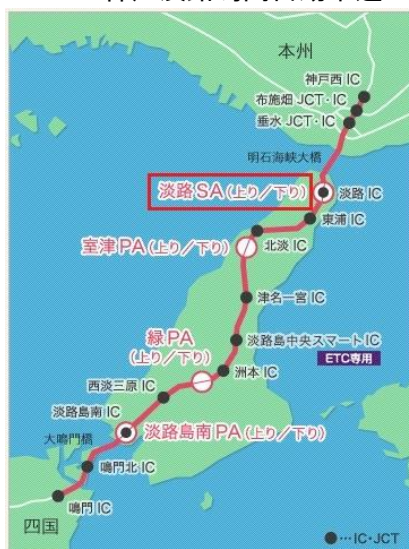 本州
神戸西 IC
布施畑 JCT・IC
垂水 JCT・IC
明石海峡大橋
淡路SA(上り/下り)
淡路 IC
東浦 IC
室津PA(上り/下り)
北淡 IC
津名一宮 IC
緑PA
(上り/下り)
淡路島中央スマートIC
ETC専用
洲本 IC
西淡三原 IC
淡路島南 IC
淡路島南PA(上り/下り)
大鳴門橋
鳴門北 IC
鳴門 IC
四国
●…IC・JCT